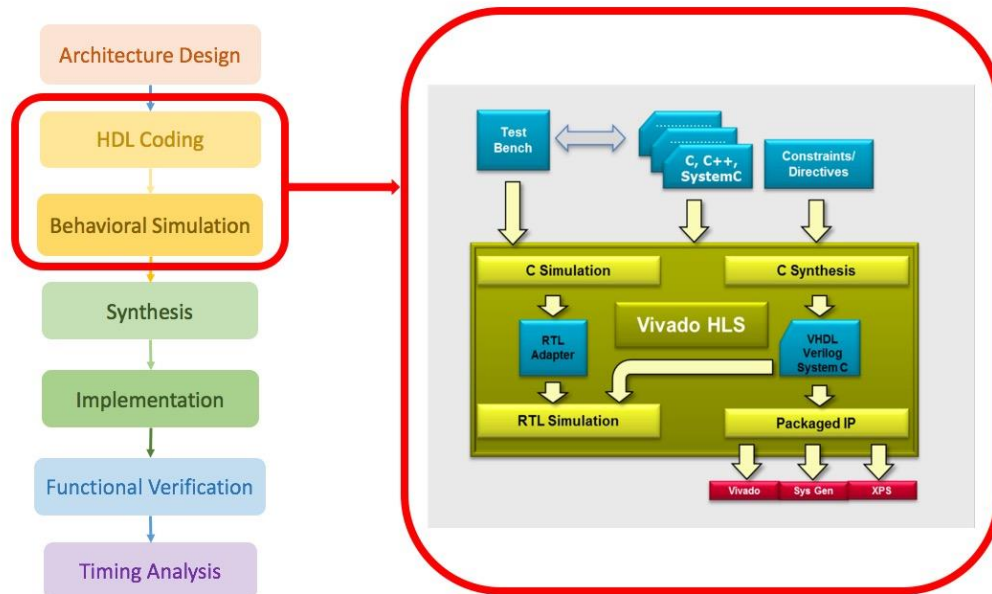 Architecture Design
HDL Coding
Behavioral Simulation
Synthesis
Implementation
Functional Verification
Timing Analysis
Test
Bench
................
................
C, C++,
SystemC
Constraints/
Directives
C Simulation
C Synthesis
Vivado HLS
RTL
Adapter
VHDL
Verilog
System C
RTL Simulation
Packaged IP
Vivado
Sys Gen
XPS